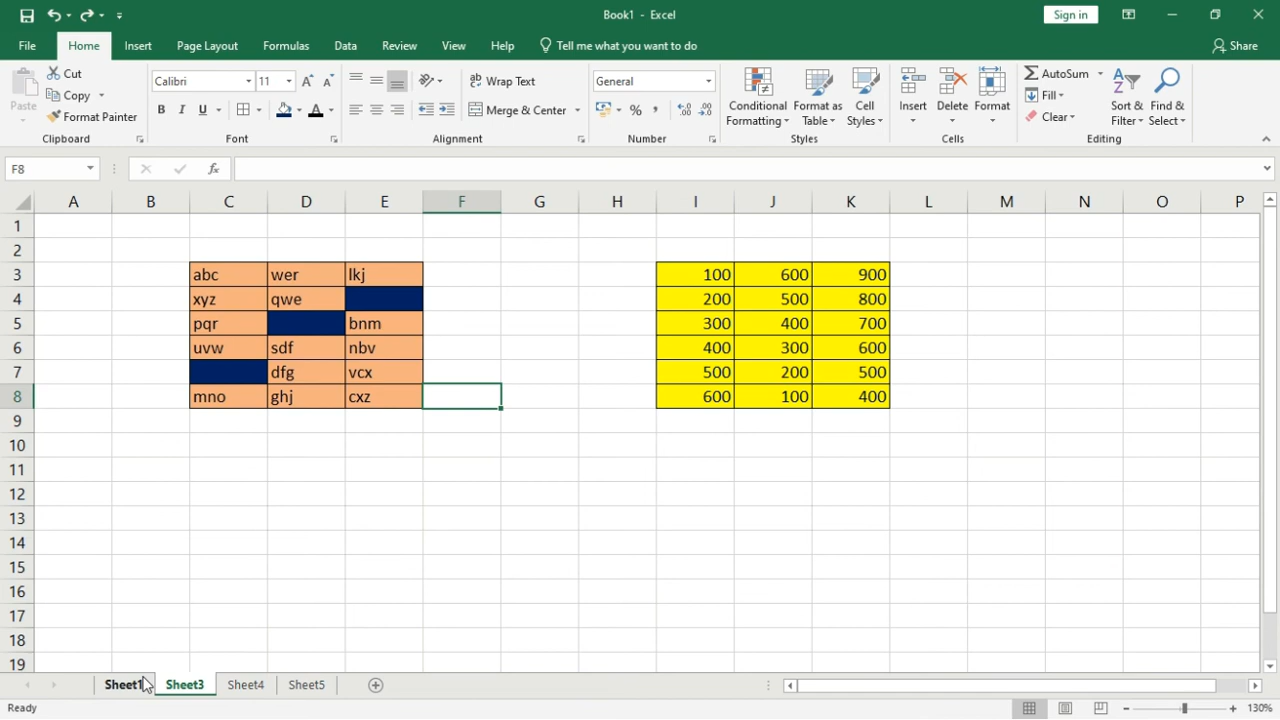 Book1 - Excel
Sign in
File Home Insert Page Layout Formulas Data Review View Help Tell me what you want to do Share
Paste
Cut
Copy
Format Painter
Clipboard
Calibri 11
B I U
Font
Wrap Text
Merge & Center
Alignment
General
% ,
Number
Conditional Formatting
Format as Table
Cell Styles
Styles
Insert Delete Format
Cells
AutoSum
Fill
Clear
Sort & Filter
Find & Select
Editing
F8 fx
A B C D E F G H I J K L M N O P
1
2
3 abc wer lkj 100 600 900
4 xyz qwe 200 500 800
5 pqr bnm 300 400 700
6 uvw sdf nbv 400 300 600
7 dfg vcx 500 200 500
8 mno ghj cxz 600 100 400
9
10
11
12
13
14
15
16
17
18
19
Sheet1 Sheet3 Sheet4 Sheet5
Ready 130%